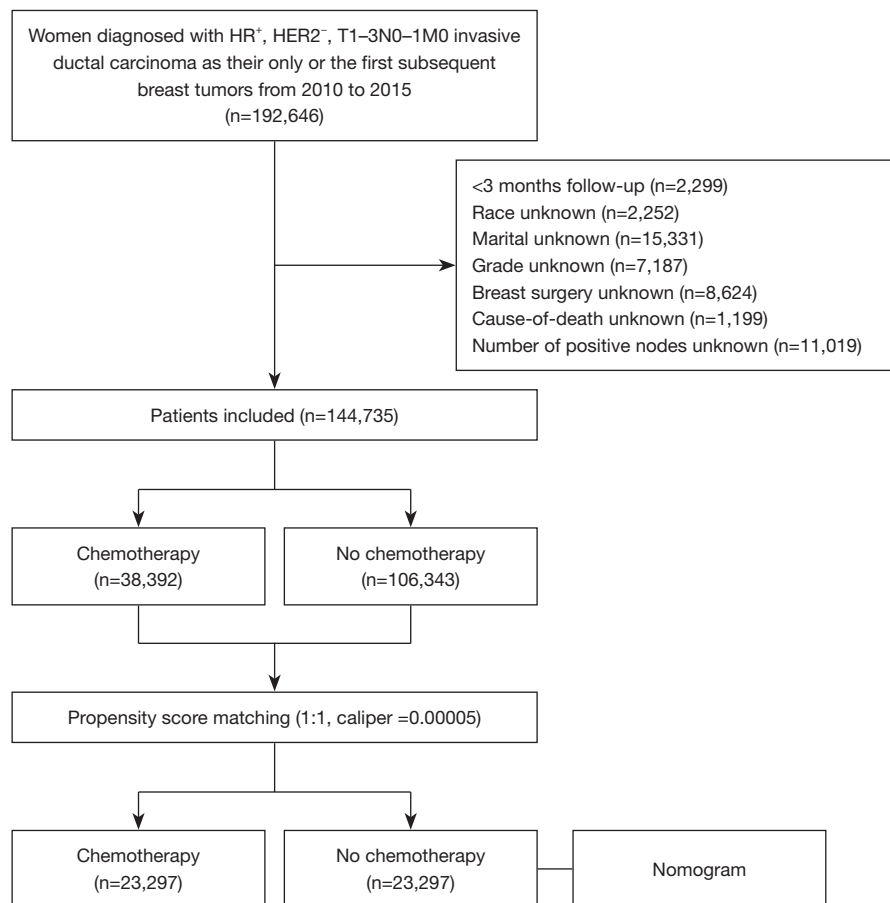 Women diagnosed with HR⁺, HER2⁻, T1–3N0–1M0 invasive
ductal carcinoma as their only or the first subsequent
breast tumors from 2010 to 2015
(n=192,646)
<3 months follow-up (n=2,299)
Race unknown (n=2,252)
Marital unknown (n=15,331)
Grade unknown (n=7,187)
Breast surgery unknown (n=8,624)
Cause-of-death unknown (n=1,199)
Number of positive nodes unknown (n=11,019)
Patients included (n=144,735)
Chemotherapy
(n=38,392)
No chemotherapy
(n=106,343)
Propensity score matching (1:1, caliper =0.00005)
Chemotherapy
(n=23,297)
No chemotherapy
(n=23,297)
Nomogram